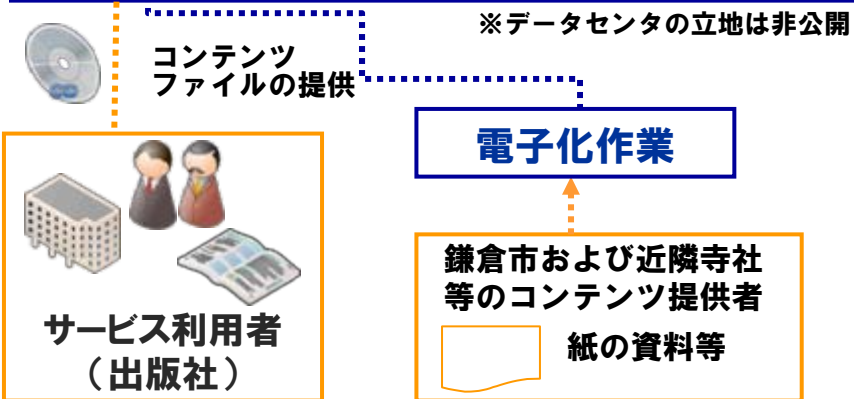 ※データセンタの立地は非公開
コンテンツ
ファイルの提供
電子化作業
サービス利用者
（出版社）
鎌倉市および近隣寺社
等のコンテンツ提供者
紙の資料等